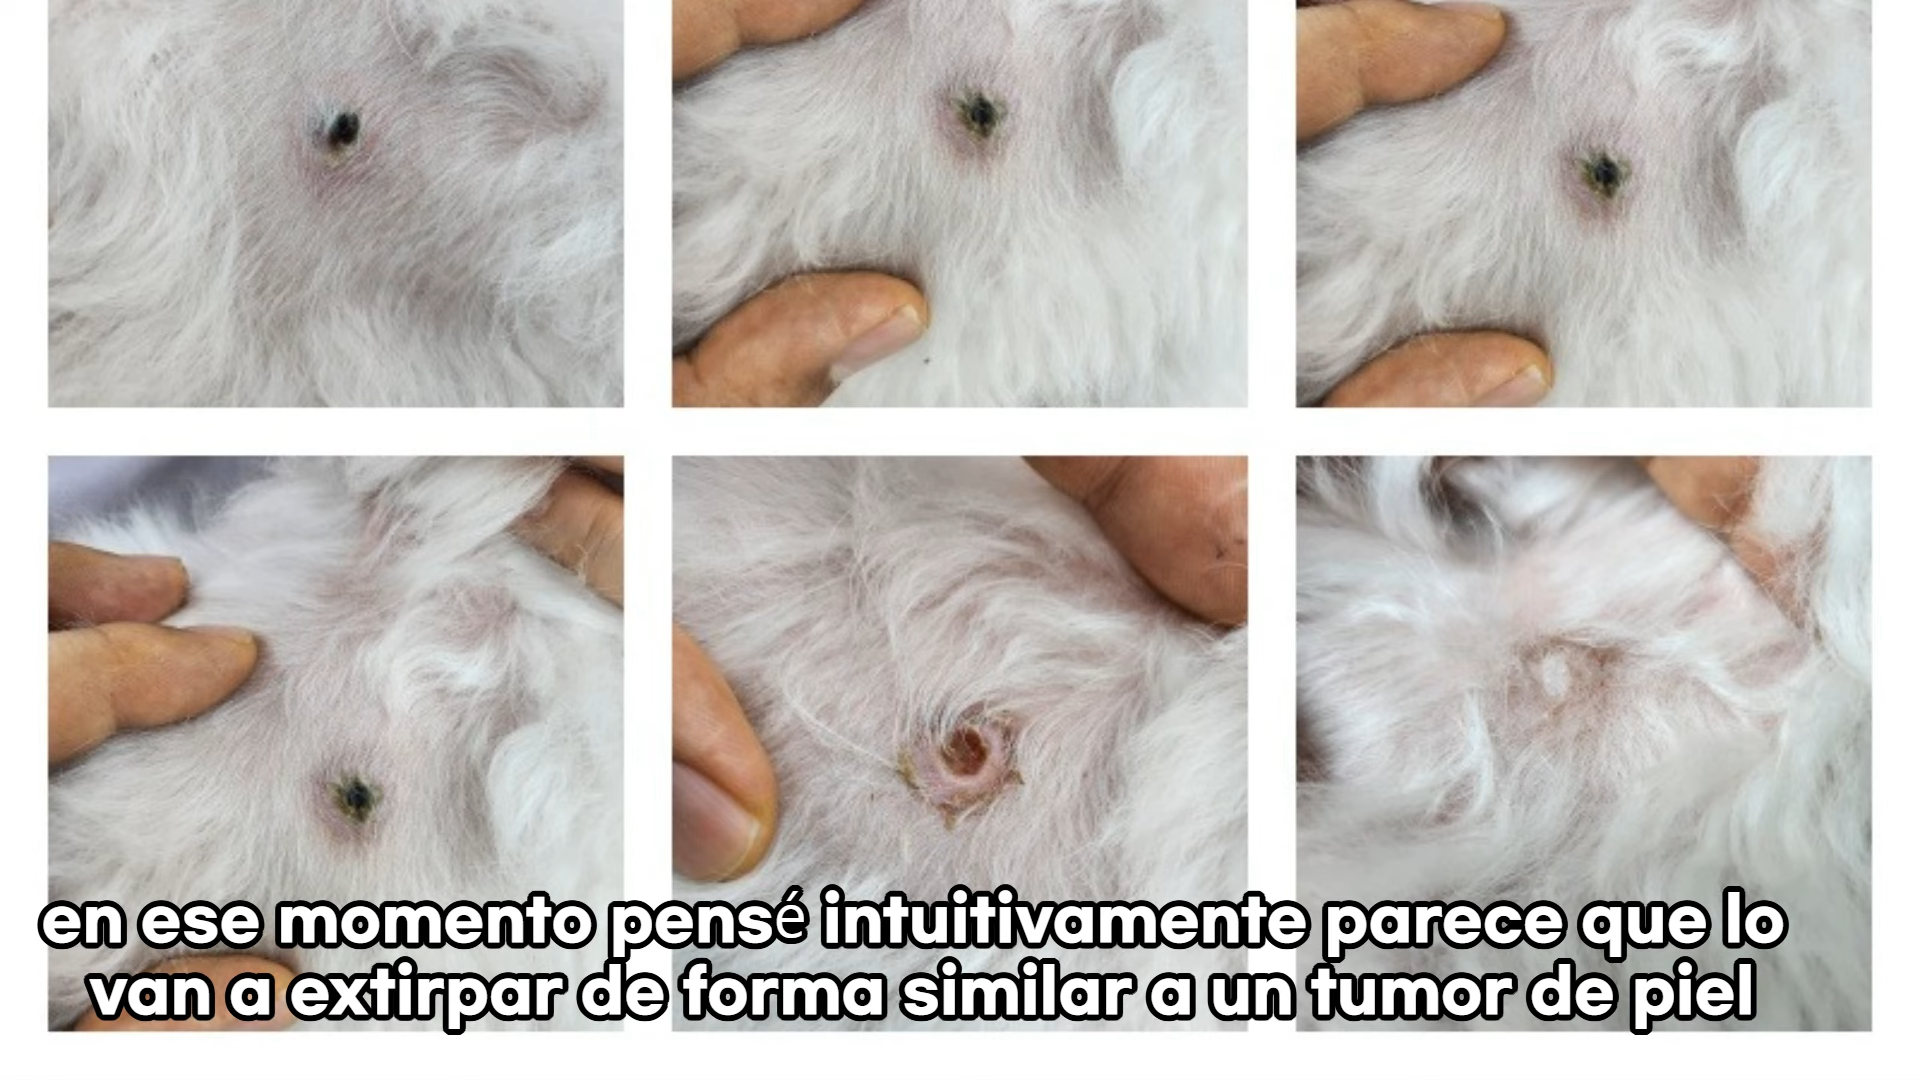 en ese momento pensé intuitivamente parece que lo
van a extirpar de forma similar a un tumor de piel